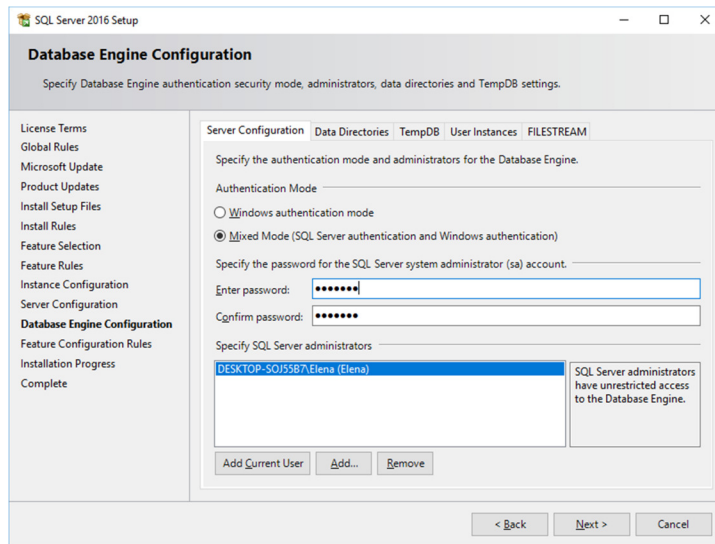 SQL Server 2016 Setup
Database Engine Configuration
Specify Database Engine authentication security mode, administrators, data directories and TempDB settings.
License Terms
Global Rules
Microsoft Update
Product Updates
Install Setup Files
Install Rules
Feature Selection
Feature Rules
Instance Configuration
Server Configuration
Database Engine Configuration
Feature Configuration Rules
Installation Progress
Complete
Server Configuration Data Directories TempDB User Instances FILESTREAM
Specify the authentication mode and administrators for the Database Engine.
Authentication Mode
Windows authentication mode
Mixed Mode (SQL Server authentication and Windows authentication)
Specify the password for the SQL Server system administrator (sa) account.
Enter password: •••••••
Confirm password: •••••••
Specify SQL Server administrators
DESKTOP-SOJ55B7\Elena (Elena)
SQL Server administrators
have unrestricted access
to the Database Engine.
Add Current User Add... Remove
< Back Next > Cancel